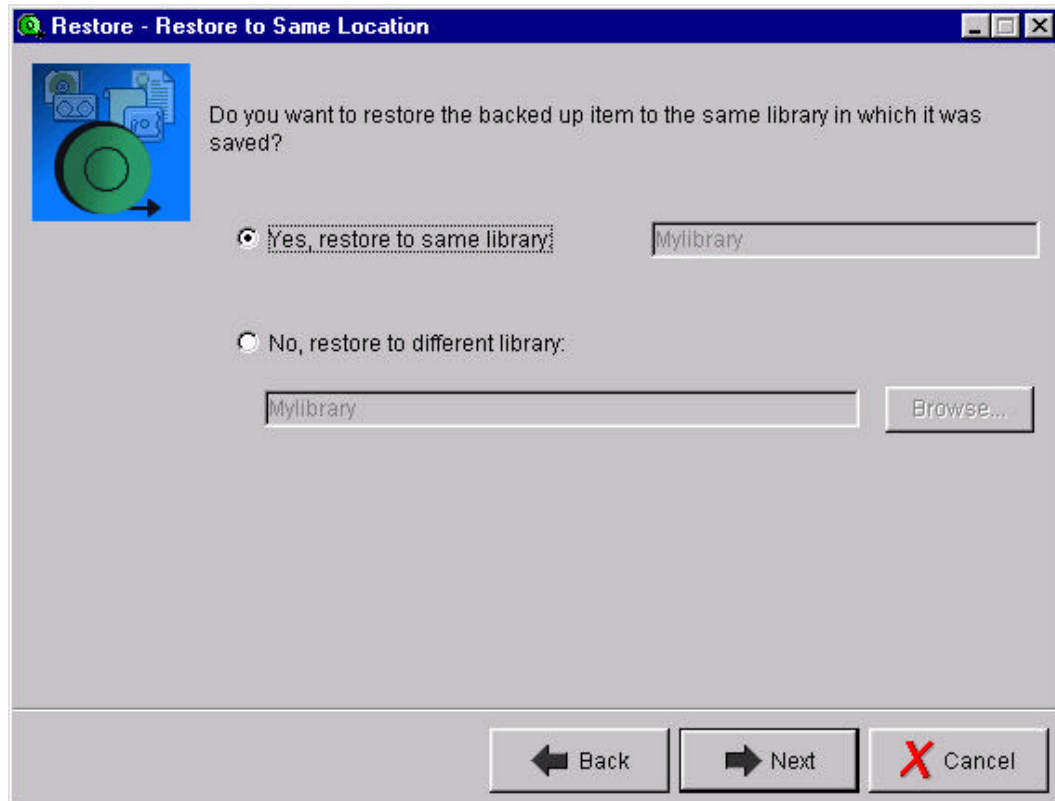 Restore - Restore to Same Location
Do you want to restore the backed up item to the same library in which it was
saved?
Yes, restore to same library:
Mylibrary
No, restore to different library:
Mylibrary
Browse...
Back
Next
Cancel